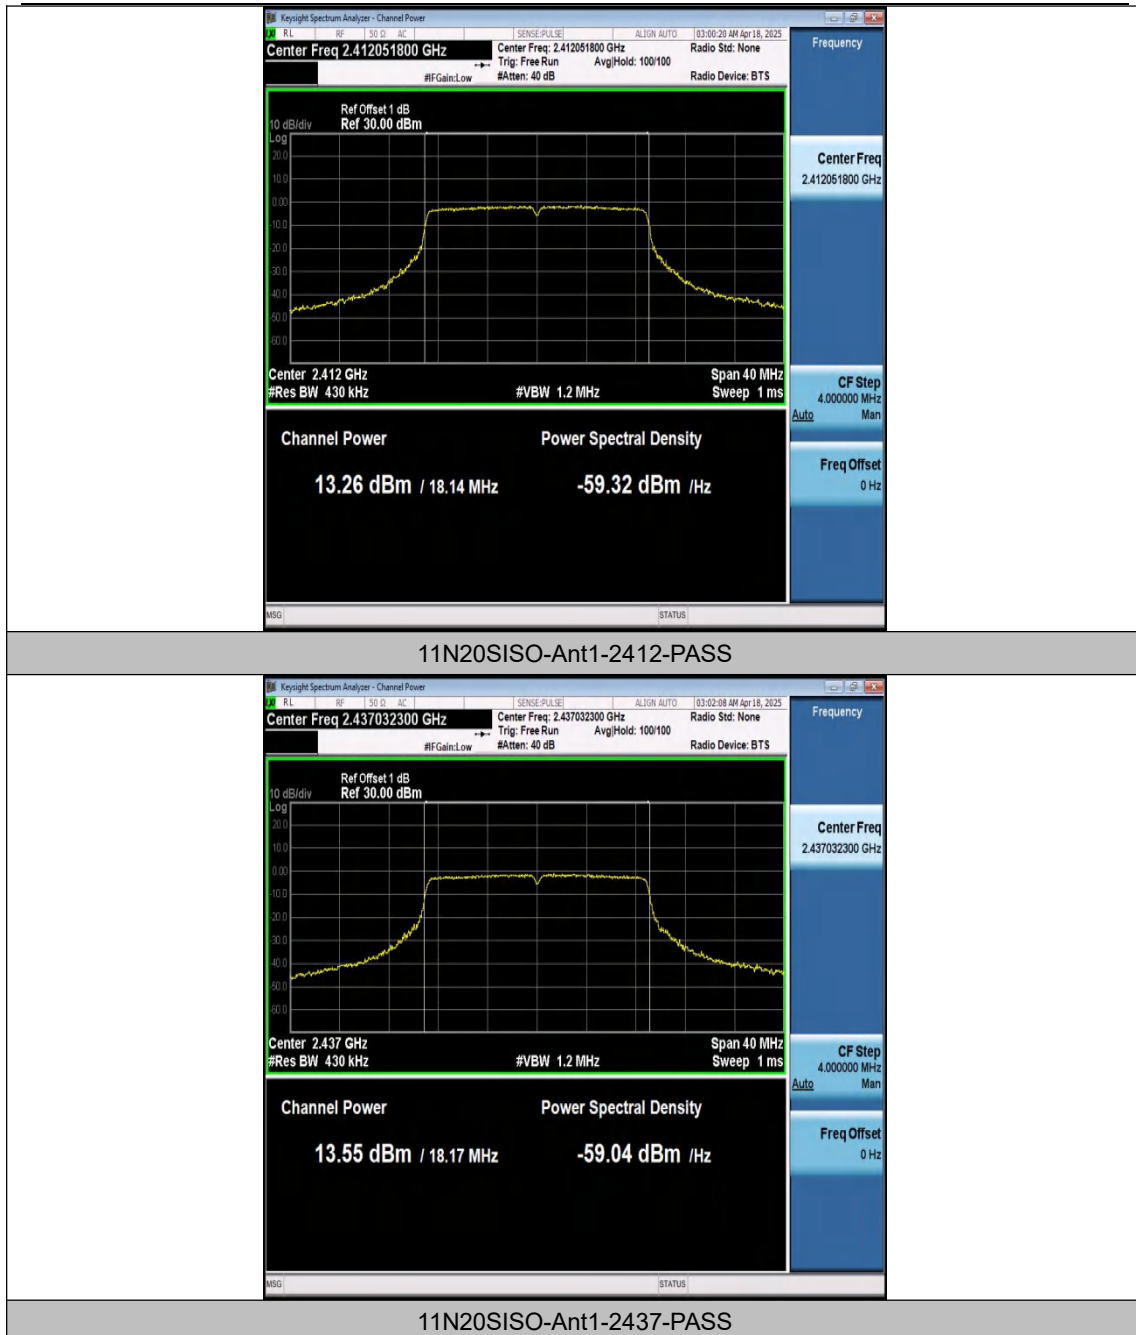 Keysight Spectrum Analyzer - Channel Power
RL RF 50 Ω AC SENSE:PULSE ALIGN AUTO 03:00:20 AM Apr 18, 2025
Center Freq 2.412051800 GHz Center Freq: 2.412051800 GHz Radio Std: None Frequency
Trig: Free Run Avg|Hold: 100/100
#IFGain:Low #Atten: 40 dB Radio Device: BTS
Ref Offset 1 dB
10 dB/div Ref 30.00 dBm
Log
20.0
10.0
0.00
-10.0
-20.0
-30.0
-40.0
-50.0
-60.0
Center Freq
2.412051800 GHz
Center 2.412 GHz Span 40 MHz
#Res BW 430 kHz #VBW 1.2 MHz Sweep 1 ms
CF Step
4.000000 MHz
Auto Man
Channel Power Power Spectral Density
13.26 dBm / 18.14 MHz -59.32 dBm /Hz
Freq Offset
0 Hz
MSG STATUS
11N20SISO-Ant1-2412-PASS
Keysight Spectrum Analyzer - Channel Power
RL RF 50 Ω AC SENSE:PULSE ALIGN AUTO 03:02:08 AM Apr 18, 2025
Center Freq 2.437032300 GHz Center Freq: 2.437032300 GHz Radio Std: None Frequency
Trig: Free Run Avg|Hold: 100/100
#IFGain:Low #Atten: 40 dB Radio Device: BTS
Ref Offset 1 dB
10 dB/div Ref 30.00 dBm
Log
20.0
10.0
0.00
-10.0
-20.0
-30.0
-40.0
-50.0
-60.0
Center Freq
2.437032300 GHz
Center 2.437 GHz Span 40 MHz
#Res BW 430 kHz #VBW 1.2 MHz Sweep 1 ms
CF Step
4.000000 MHz
Auto Man
Channel Power Power Spectral Density
13.55 dBm / 18.17 MHz -59.04 dBm /Hz
Freq Offset
0 Hz
MSG STATUS
11N20SISO-Ant1-2437-PASS